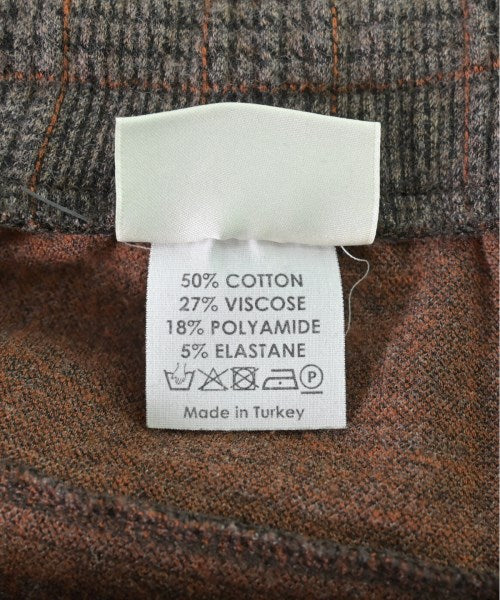 50% COTTON
27% VISCOSE
18% POLYAMIDE
5% ELASTANE
P
Made in Turkey